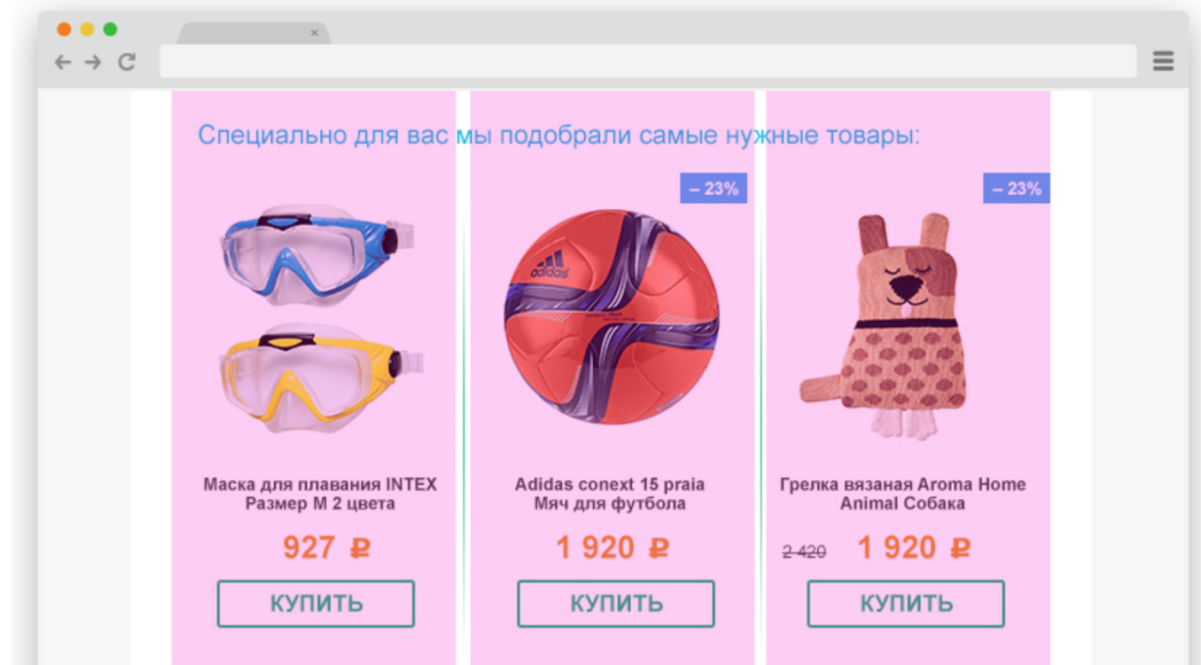 Специально для вас мы подобрали самые нужные товары:
– 23%
– 23%
adidas
Маска для плавания INTEX
Размер M 2 цвета
Adidas conext 15 praia
Мяч для футбола
Грелка вязаная Aroma Home
Animal Собака
927 ₽
1 920 ₽
2 420 1 920 ₽
КУПИТЬ
КУПИТЬ
КУПИТЬ